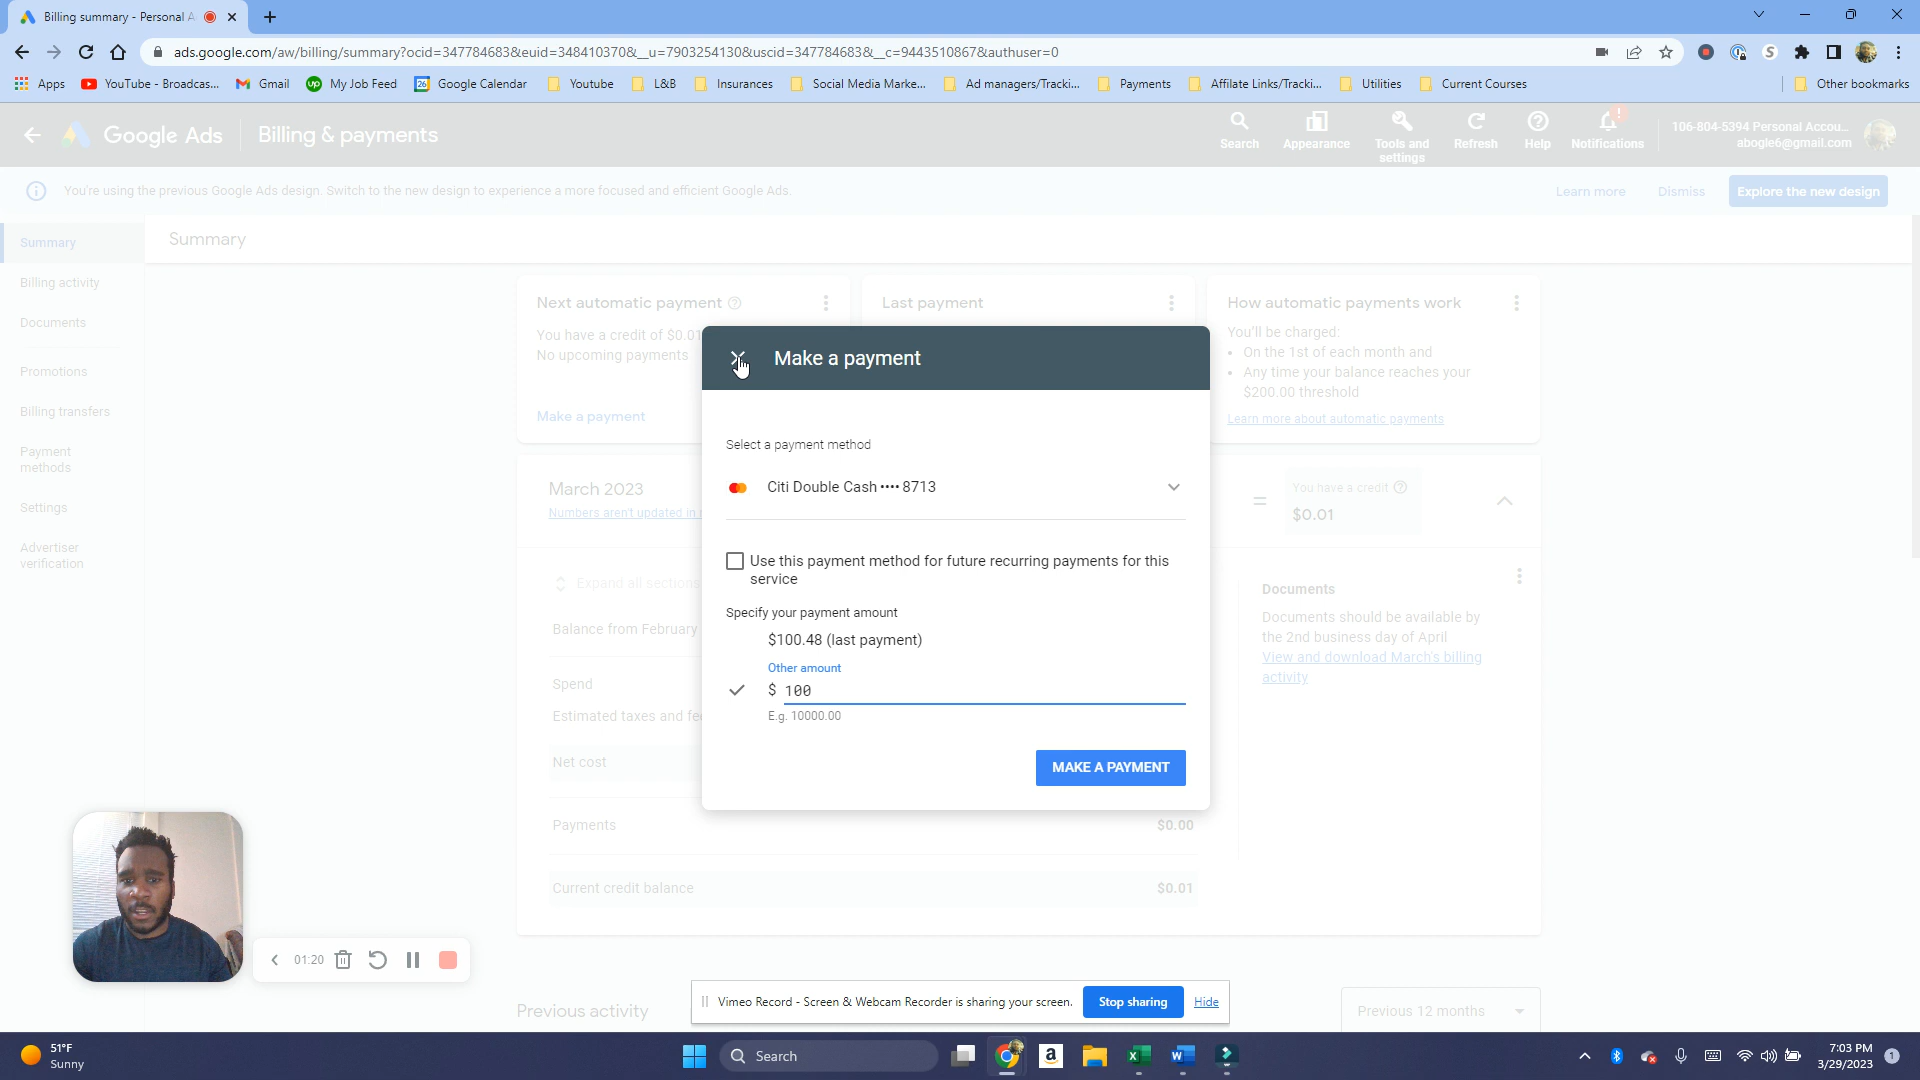 Billing summary - Personal A
ads.google.com/aw/billing/summary?ocid=347784683&euid=348410370&__u=7903254130&uscid=347784683&__c=9443510867&authuser=0
Apps YouTube - Broadcas... Gmail My Job Feed Google Calendar Youtube L&B Insurances Social Media Marke... Ad managers/Tracki... Payments Affilate Links/Tracki... Utilities Current Courses Other bookmarks
Google Ads Billing & payments
Search Appearance Tools and settings Refresh Help Notifications
106-804-5394 Personal Accou...
abogle6@gmail.com
You're using the previous Google Ads design. Switch to the new design to experience a more focused and efficient Google Ads. Learn more Dismiss Explore the new design
Summary
Billing activity
Documents
Promotions
Billing transfers
Payment
methods
Settings
Advertiser
verification
Summary
Next automatic payment
You have a credit of $0.01
No upcoming payments
Make a payment
Last payment
How automatic payments work
You'll be charged:
• On the 1st of each month and
• Any time your balance reaches your
$200.00 threshold
Learn more about automatic payments
Make a payment
Select a payment method
Citi Double Cash •••• 8713
Use this payment method for future recurring payments for this
service
Specify your payment amount
$100.48 (last payment)
Other amount
$ 100
E.g. 10000.00
MAKE A PAYMENT
March 2023
Numbers aren't updated in
= You have a credit
$0.01
Expand all sections
Balance from February
Spend
Estimated taxes and fe
Net cost
Payments $0.00
Current credit balance $0.01
Documents
Documents should be available by
the 2nd business day of April
View and download March's billing
activity
01:20
Previous activity
Previous 12 months
Vimeo Record - Screen & Webcam Recorder is sharing your screen. Stop sharing Hide
51°F
Sunny
Search
7:03 PM
3/29/2023
1